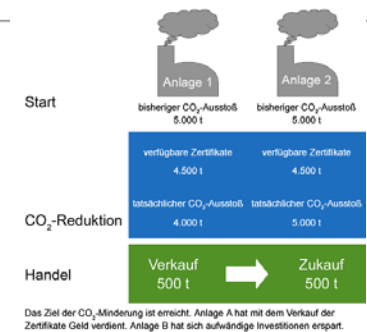 Anlage 1 Anlage 2
Start
bisheriger CO₂-Ausstoß bisheriger CO₂-Ausstoß
5.000 t 5.000 t
verfügbare Zertifikate verfügbare Zertifikate
4.500 t 4.500 t
tatsächlicher CO₂-Ausstoß tatsächlicher CO₂-Ausstoß
CO₂-Reduktion 4.000 t 5.000 t
Handel Verkauf Zukauf
500 t 500 t
Das Ziel der CO₂-Minderung ist erreicht. Anlage A hat mit dem Verkauf der
Zertifikate Geld verdient. Anlage B hat sich aufwändige Investitionen erspart.